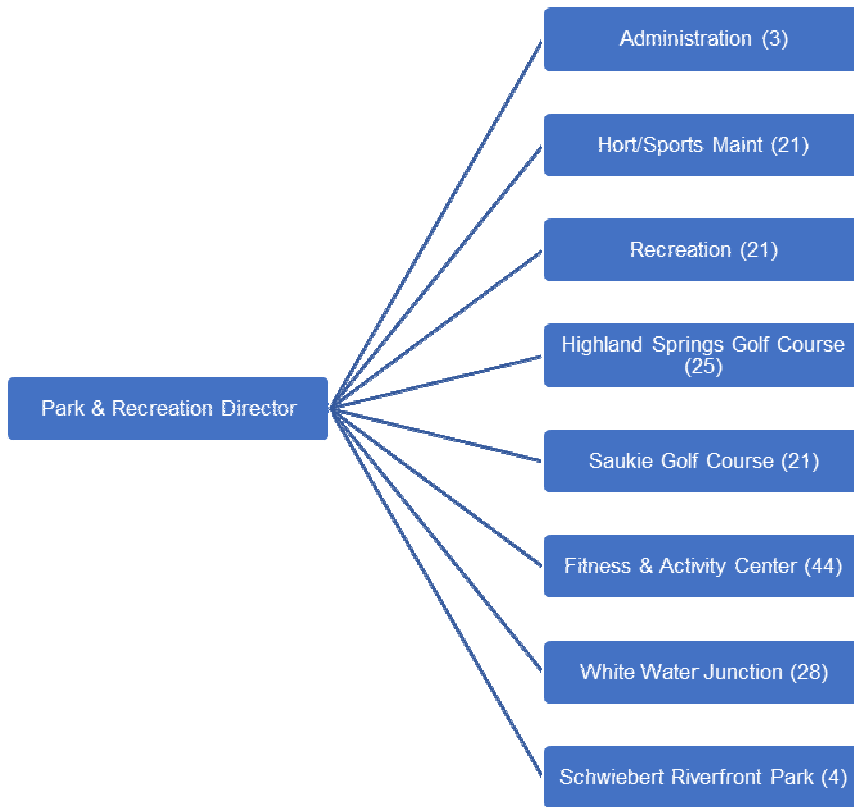 Administration (3)
Hort/Sports Maint (21)
Recreation (21)
Highland Springs Golf Course
(25)
Park & Recreation Director
Saukie Golf Course (21)
Fitness & Activity Center (44)
White Water Junction (28)
Schwiebert Riverfront Park (4)